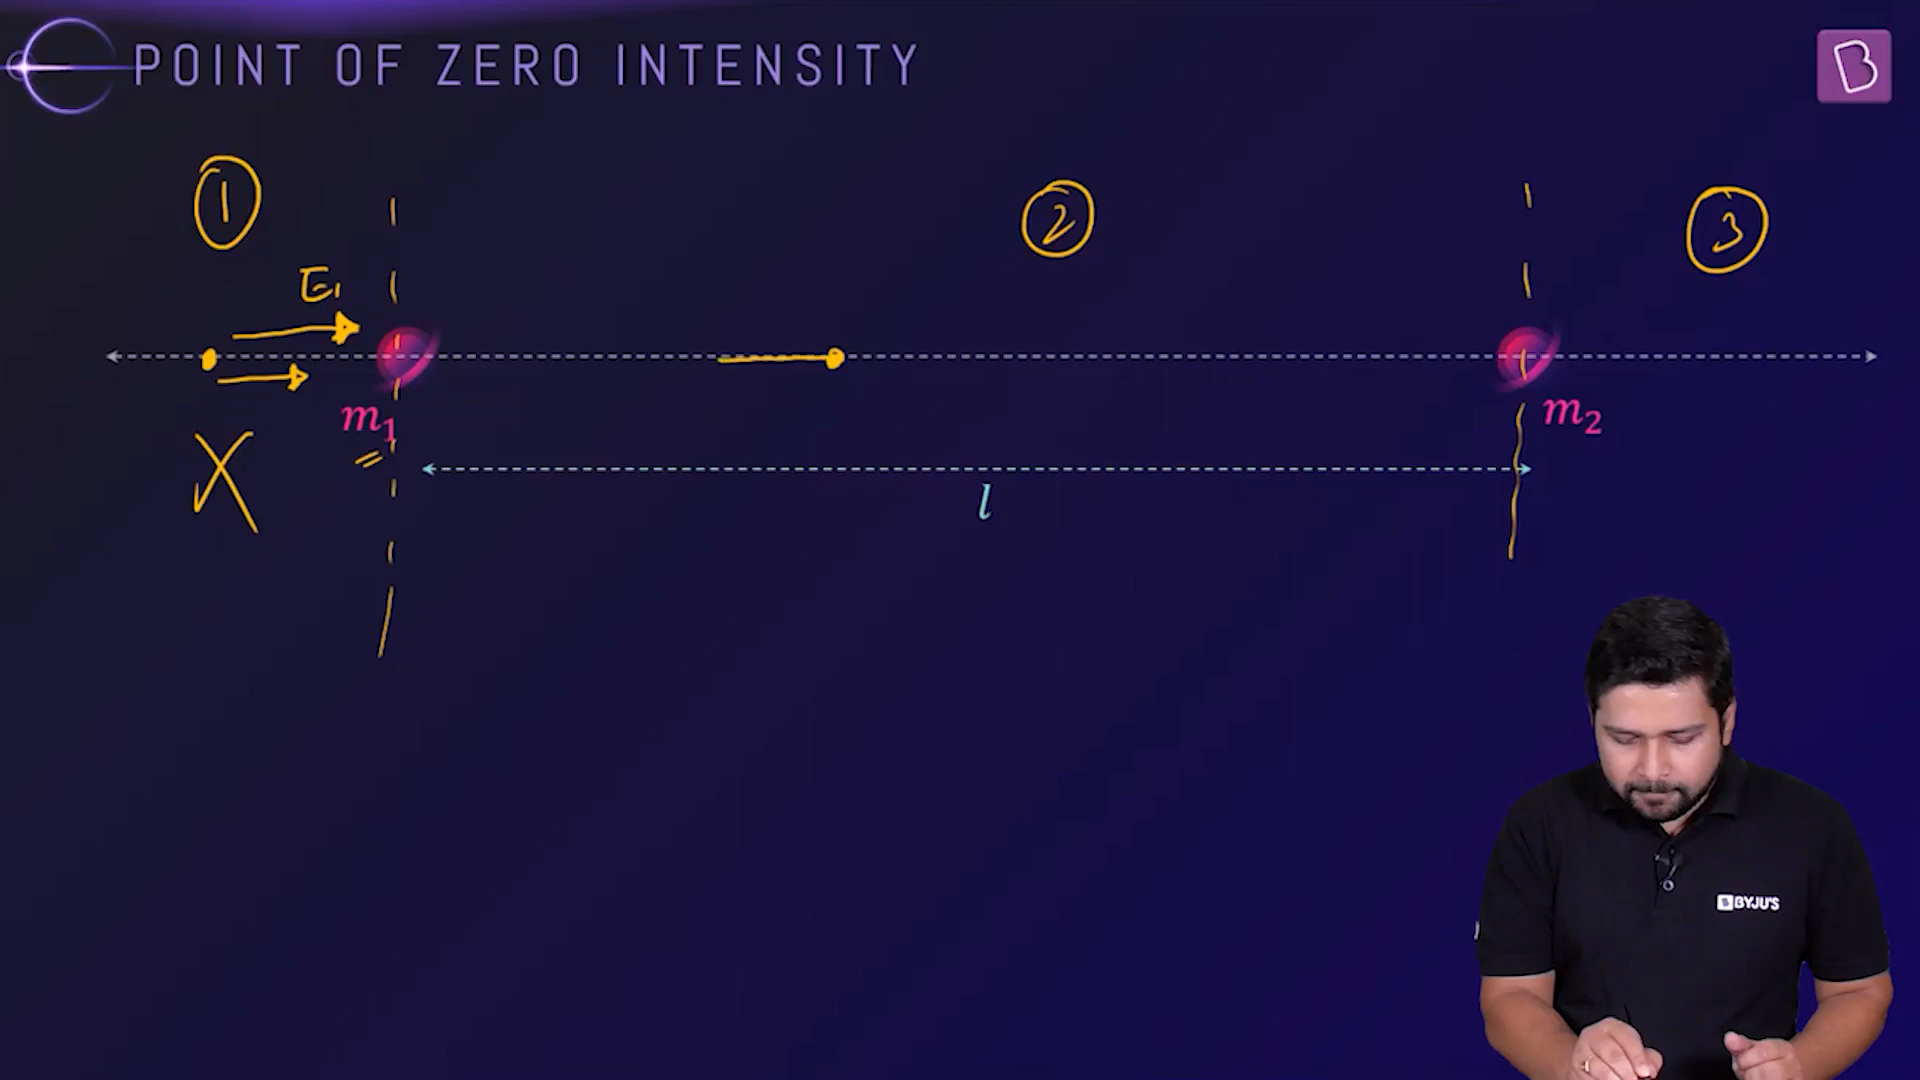 POINT OF ZERO INTENSITY
B
1
2
3
E₁
m₁
m₂
X
l
BYJU'S